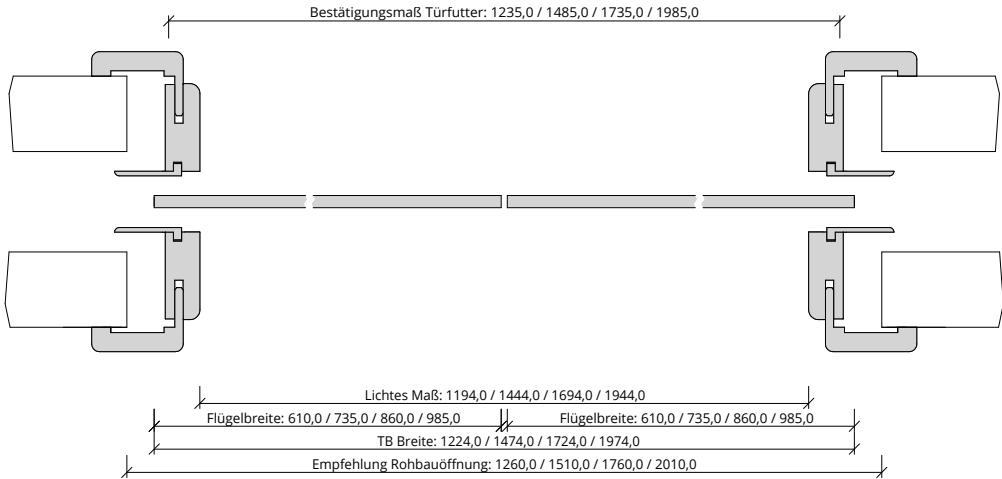 Bestätigungsmaß Türfutter: 1235,0 / 1485,0 / 1735,0 / 1985,0
Lichtes Maß: 1194,0 / 1444,0 / 1694,0 / 1944,0
Flügelbreite: 610,0 / 735,0 / 860,0 / 985,0
Flügelbreite: 610,0 / 735,0 / 860,0 / 985,0
TB Breite: 1224,0 / 1474,0 / 1724,0 / 1974,0
Empfehlung Rohbauöffnung: 1260,0 / 1510,0 / 1760,0 / 2010,0